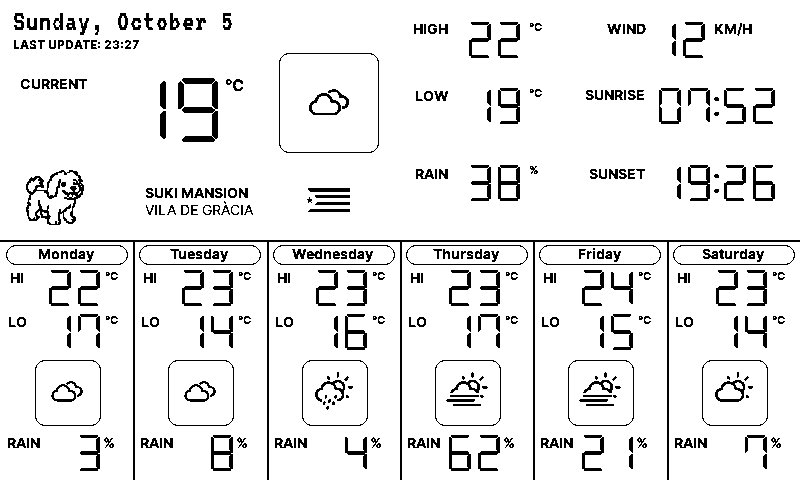 Sunday, October 5
LAST UPDATE: 23:27
CURRENT 19 °C
HIGH 22 °C
WIND 12 KM/H
LOW 19 °C
SUNRISE 07:52
RAIN 38 %
SUNSET 19:26
SUKI MANSION
VILA DE GRÀCIA
Monday
HI 22 °C
LO 17 °C
RAIN 3 %
Tuesday
HI 23 °C
LO 14 °C
RAIN 8 %
Wednesday
HI 23 °C
LO 16 °C
RAIN 4 %
Thursday
HI 23 °C
LO 17 °C
RAIN 62 %
Friday
HI 24 °C
LO 15 °C
RAIN 21 %
Saturday
HI 23 °C
LO 14 °C
RAIN 7 %